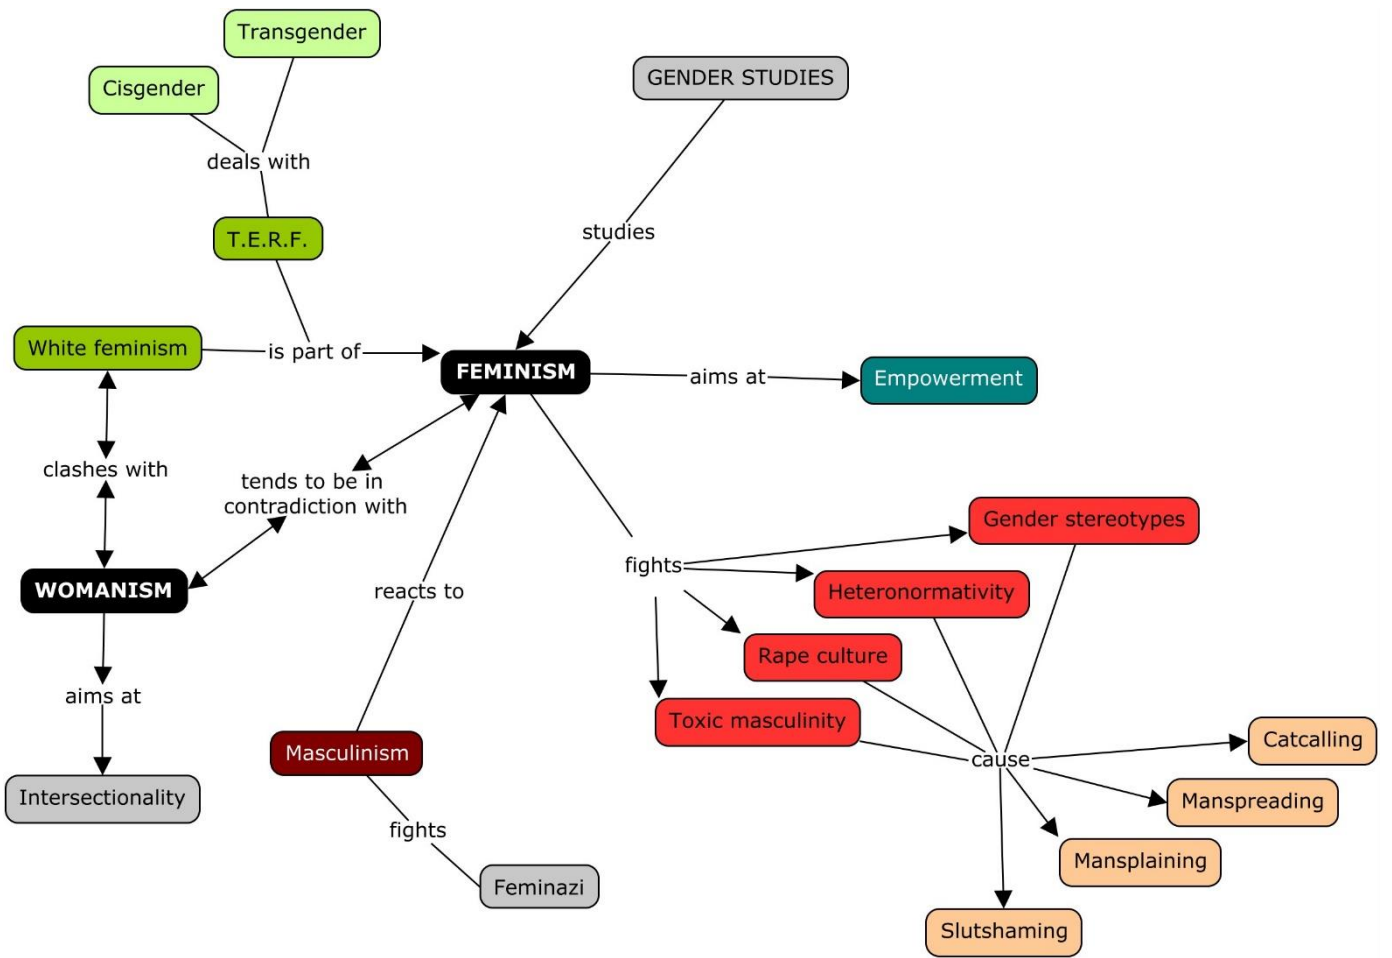 Transgender
Cisgender
GENDER STUDIES
deals with
T.E.R.F.
studies
White feminism
is part of
FEMINISM
aims at
Empowerment
clashes with
tends to be in
contradiction with
Gender stereotypes
fights
Heteronormativity
WOMANISM
reacts to
Rape culture
aims at
Toxic masculinity
Masculinism
cause
Catcalling
Intersectionality
Manspreading
fights
Mansplaining
Feminazi
Slutshaming